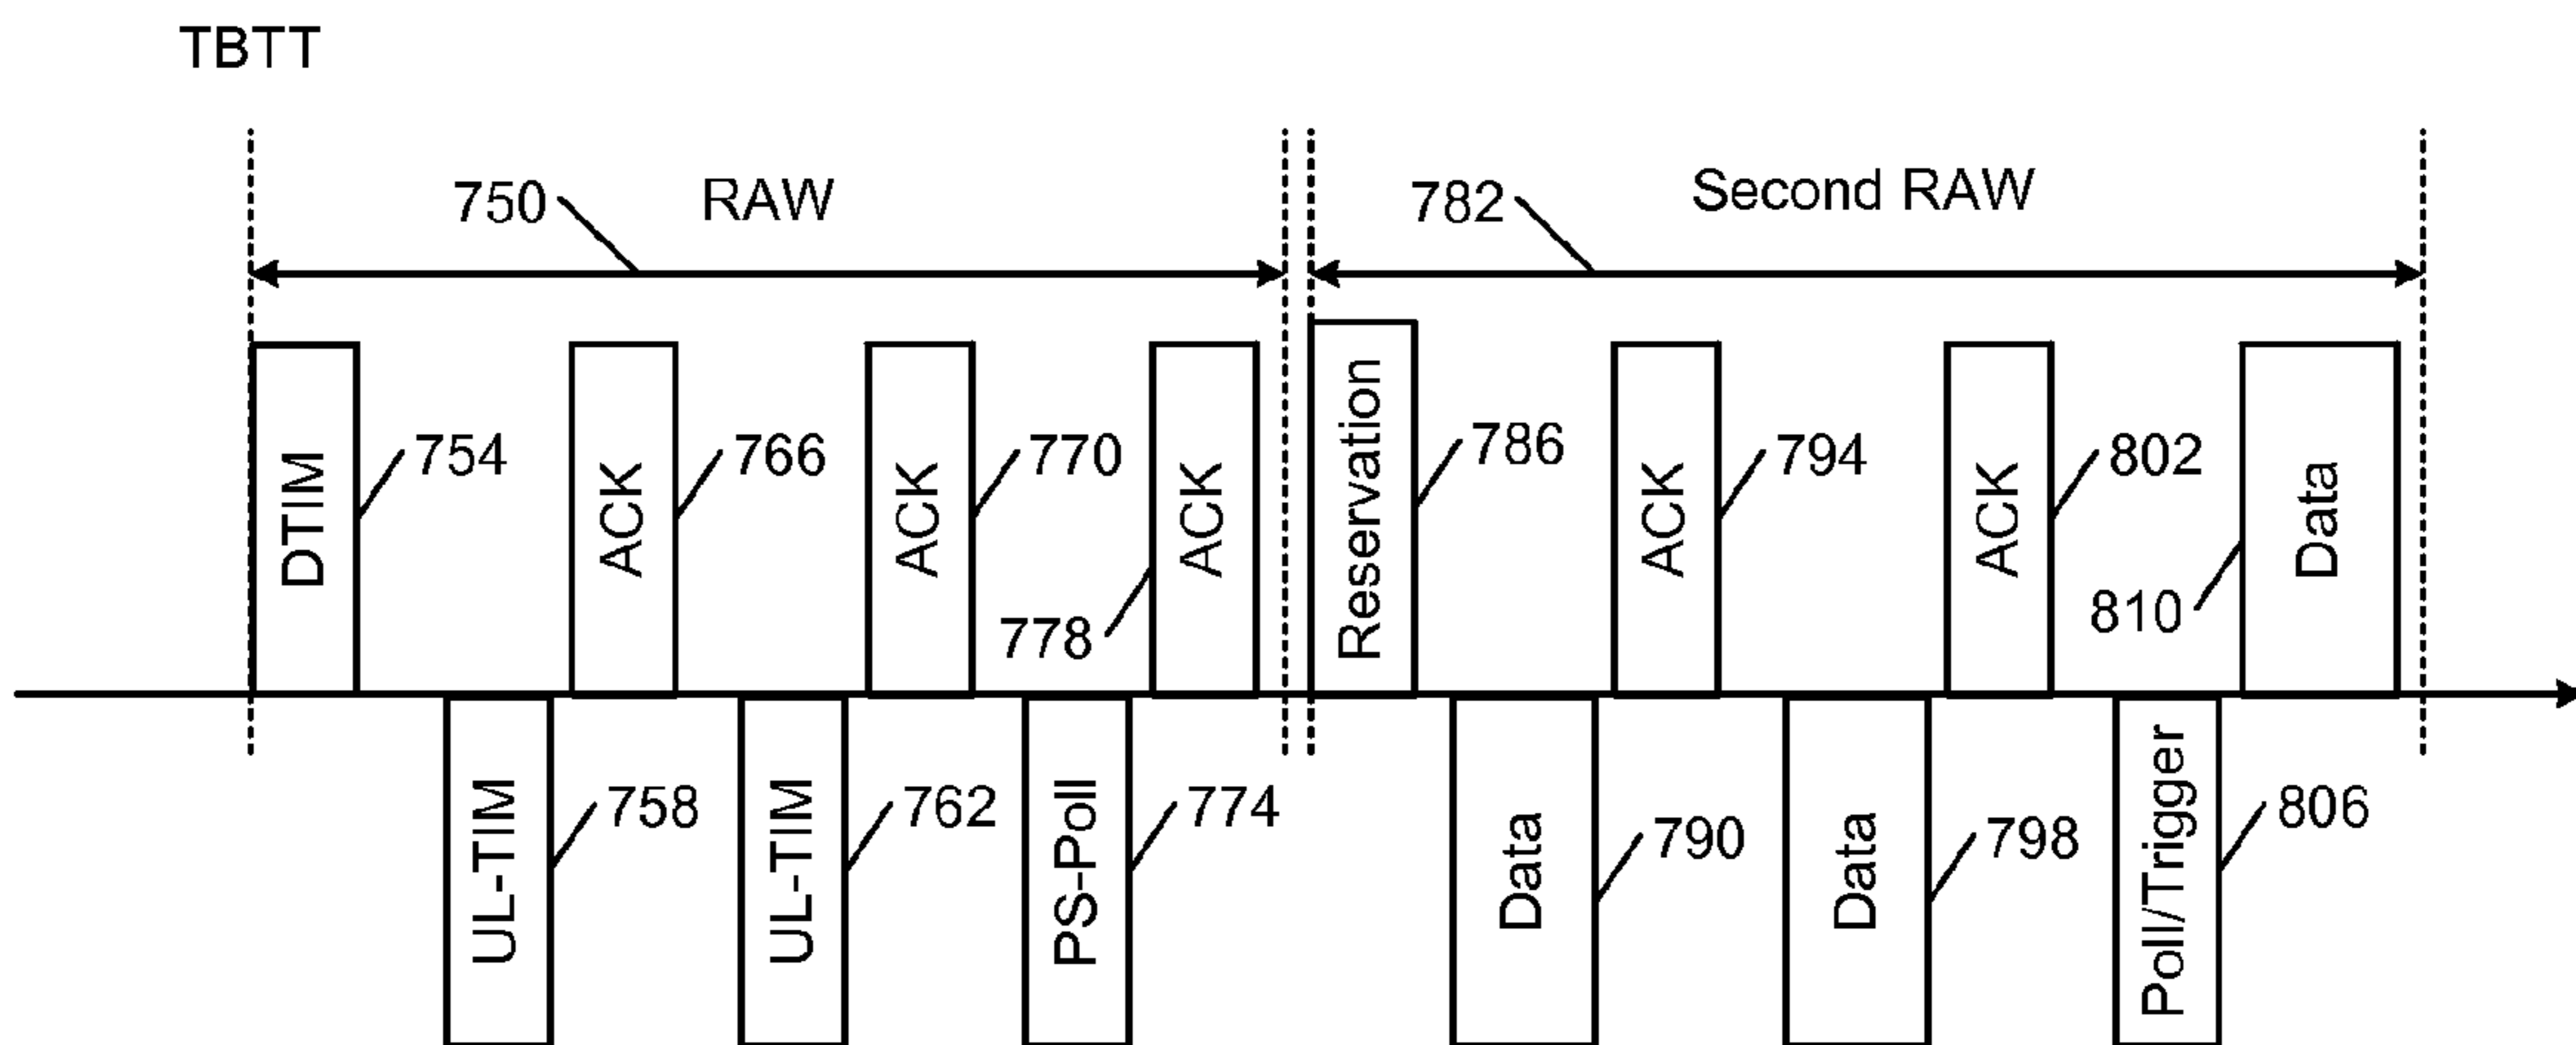 TBTT
750
RAW
782
Second RAW
DTIM
754
ACK
766
ACK
770
778
ACK
Reservation
786
ACK
794
ACK
802
810
Data
UL-TIM
758
UL-TIM
762
PS-Poll
774
Data
790
Data
798
Poll/Trigger
806